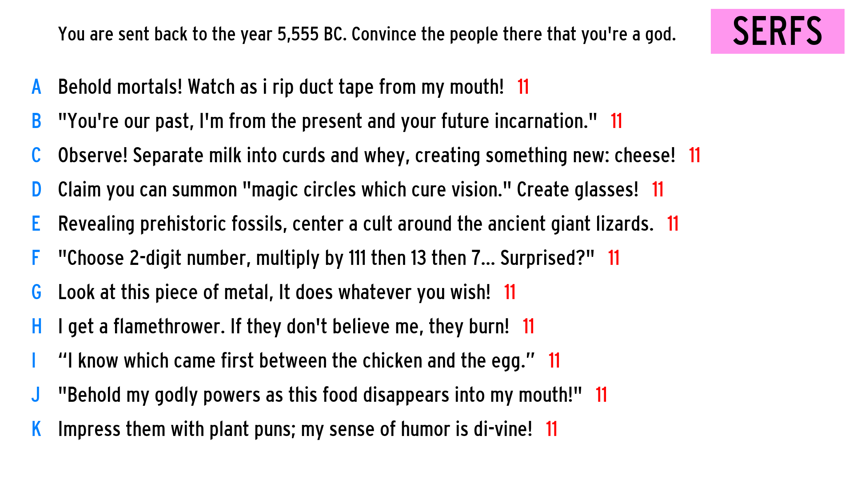 You are sent back to the year 5,555 BC. Convince the people there that you're a god.
SERFS
A Behold mortals! Watch as i rip duct tape from my mouth! 11
B "You're our past, I'm from the present and your future incarnation." 11
C Observe! Separate milk into curds and whey, creating something new: cheese! 11
D Claim you can summon "magic circles which cure vision." Create glasses! 11
E Revealing prehistoric fossils, center a cult around the ancient giant lizards. 11
F "Choose 2-digit number, multiply by 111 then 13 then 7... Surprised?" 11
G Look at this piece of metal, It does whatever you wish! 11
H I get a flamethrower. If they don't believe me, they burn! 11
I “I know which came first between the chicken and the egg.” 11
J "Behold my godly powers as this food disappears into my mouth!" 11
K Impress them with plant puns; my sense of humor is di-vine! 11